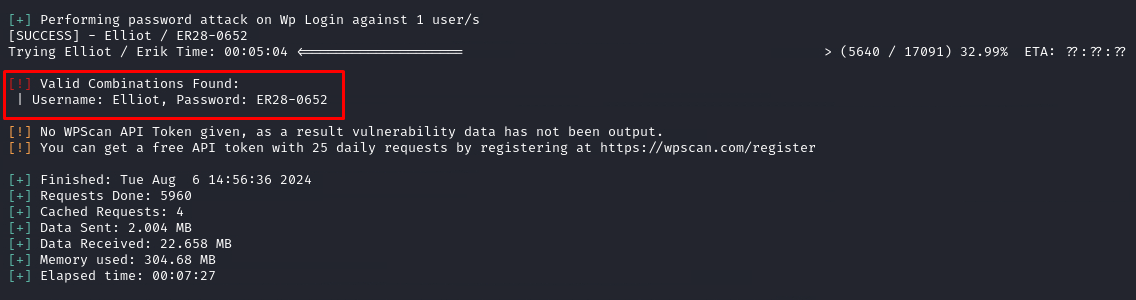 [+] Performing password attack on Wp Login against 1 user/s
[SUCCESS] - Elliot / ER28-0652
Trying Elliot / Erik Time: 00:05:04 <==================== > (5640 / 17091) 32.99% ETA: ??:??:??
[!] Valid Combinations Found:
| Username: Elliot, Password: ER28-0652
[!] No WPScan API Token given, as a result vulnerability data has not been output.
[!] You can get a free API token with 25 daily requests by registering at https://wpscan.com/register
[+] Finished: Tue Aug  6 14:56:36 2024
[+] Requests Done: 5960
[+] Cached Requests: 4
[+] Data Sent: 2.004 MB
[+] Data Received: 22.658 MB
[+] Memory used: 304.68 MB
[+] Elapsed time: 00:07:27